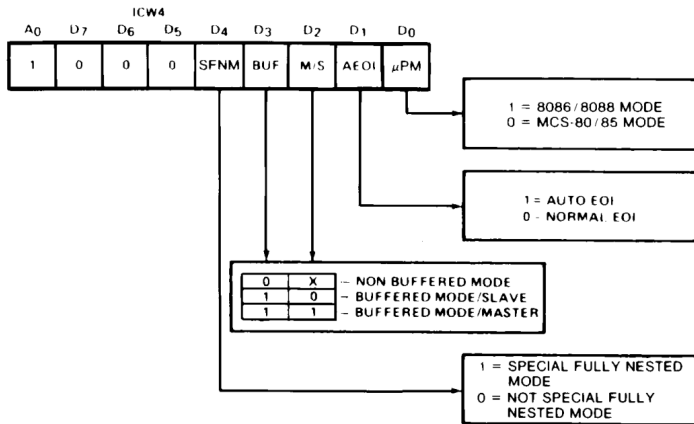 ICW4
A0 D7 D6 D5 D4 D3 D2 D1 D0
1 0 0 0 SFNM BUF M/S AEOI µPM
1 = 8086/8088 MODE
0 = MCS-80/85 MODE
1 = AUTO EOI
0 - NORMAL EOI
0 X - NON BUFFERED MODE
1 0 - BUFFERED MODE/SLAVE
1 1 - BUFFERED MODE/MASTER
1 = SPECIAL FULLY NESTED
MODE
0 = NOT SPECIAL FULLY
NESTED MODE